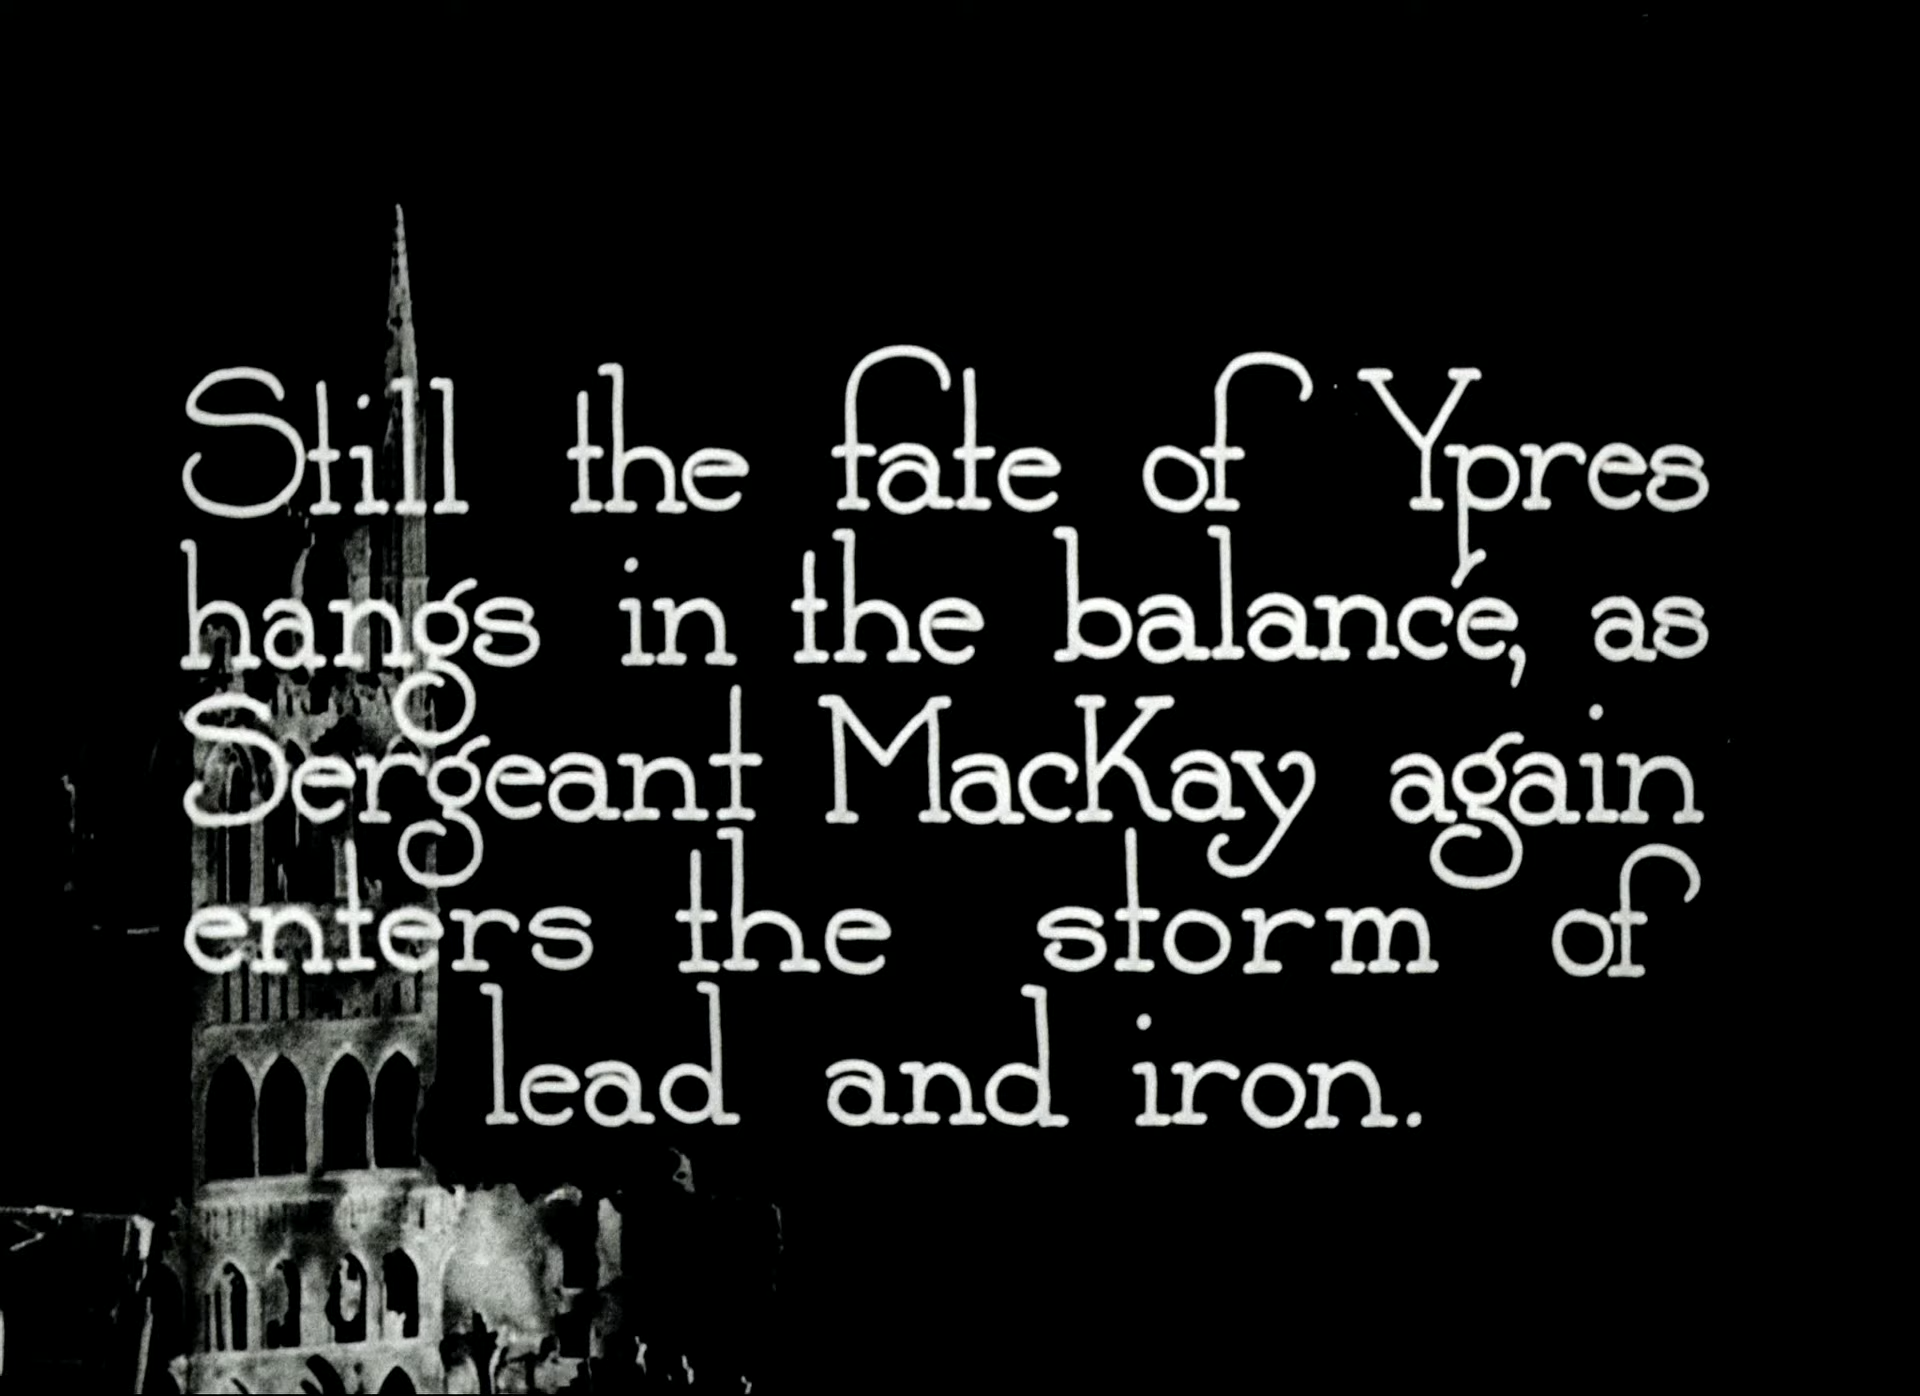 Still the fate of Ypres
hangs in the balance, as
Sergeant MacKay again
enters the storm of
lead and iron.